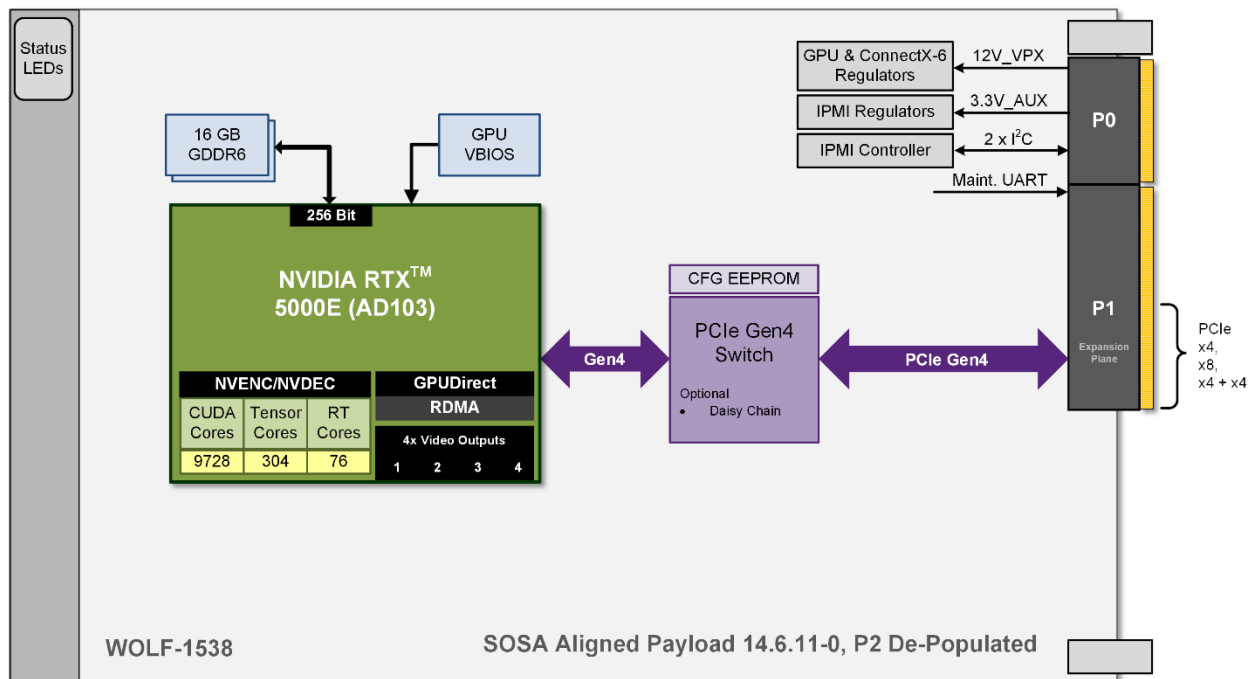 Status
LEDs
GPU & ConnectX-6
Regulators
12V_VPX
IPMI Regulators
3.3V_AUX
IPMI Controller
2 x I²C
Maint. UART
P0
16 GB
GDDR6
GPU
VBIOS
256 Bit
NVIDIA RTX™
5000E (AD103)
NVENC/NVDEC
CUDA
Cores
Tensor
Cores
RT
Cores
9728
304
76
GPUDirect
RDMA
4x Video Outputs
1 2 3 4
Gen4
CFG EEPROM
PCIe Gen4
Switch
Optional
• Daisy Chain
PCIe Gen4
P1
Expansion
Plane
PCIe
x4,
x8,
x4 + x4
WOLF-1538
SOSA Aligned Payload 14.6.11-0, P2 De-Populated